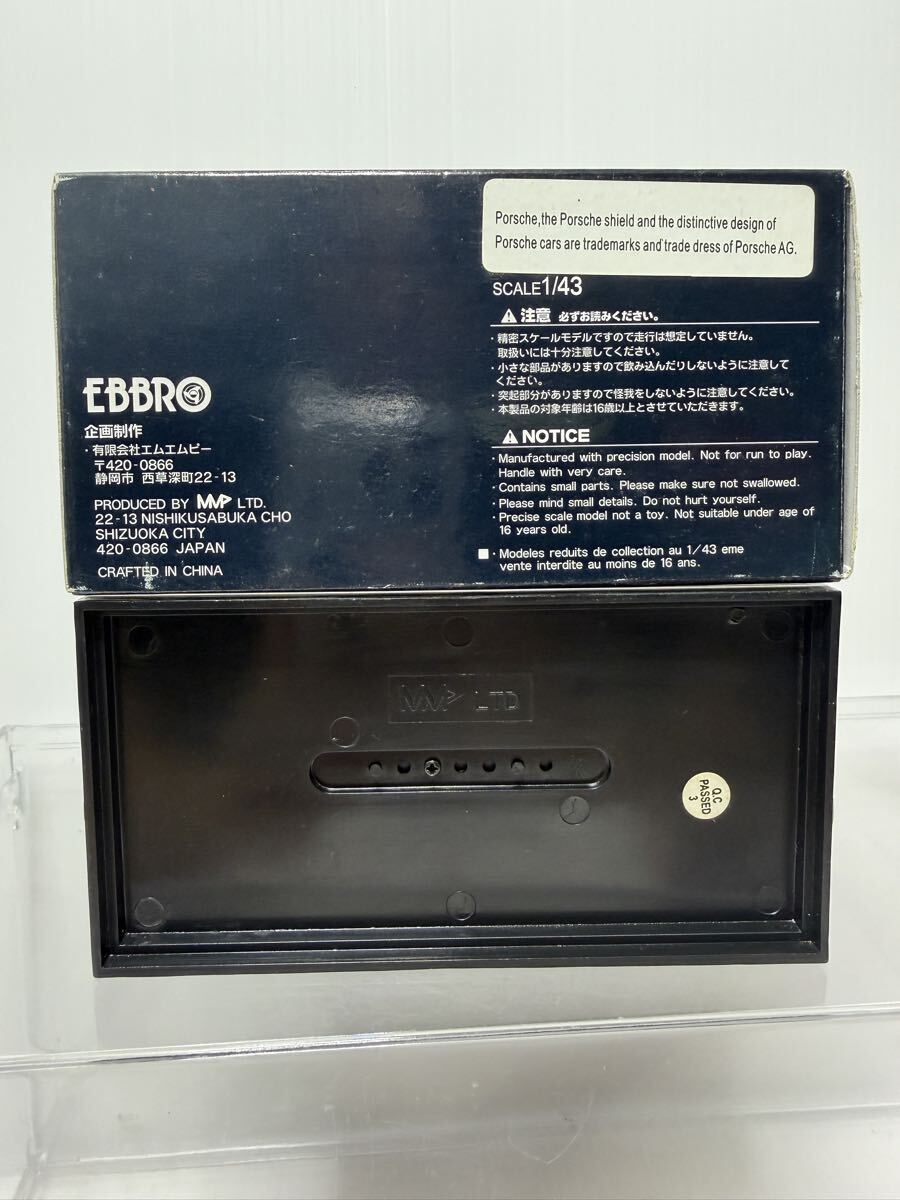 Porsche,the Porsche shield and the distinctive design of
Porsche cars are trademarks and trade dress of Porsche AG.
SCALE1/43
注意 必ずお読みください。
・精密スケールモデルですので走行は想定していません。
取扱いには十分注意してください。
・小さな部品がありますので飲み込んだりしないように注意して
ください。
・突起部分がありますので怪我をしないように注意してください。
・本製品の対象年齢は16歳以上とさせていただきます。
NOTICE
・Manufactured with precision model. Not for run to play.
Handle with very care.
・Contains small parts. Please make sure not swallowed.
・Please mind small details. Do not hurt yourself.
・Precise scale model not a toy. Not suitable under age of
16 years old.
・Modeles reduits de collection au 1/43 eme
vente interdite au moins de 16 ans.
EBBRO
企画制作
・有限会社エムエムピー
〒420-0866
静岡市 西草深町22-13
PRODUCED BY MMP LTD.
22-13 NISHIKUSABUKA CHO
SHIZUOKA CITY
420-0866 JAPAN
CRAFTED IN CHINA
MMP LTD
Q.C
PASSED
3